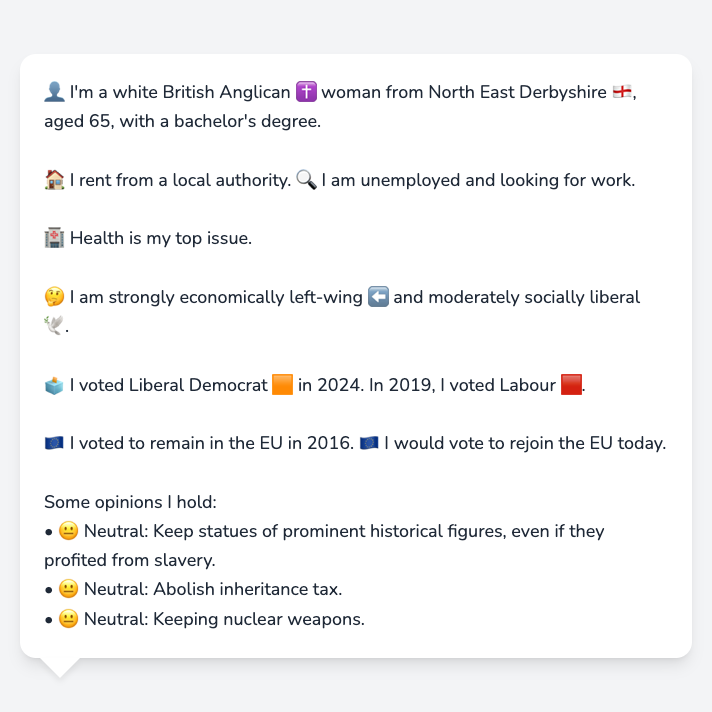 👤 I'm a white British Anglican ✝️ woman from North East Derbyshire 🏴󠁧󠁢󠁥󠁮󠁧󠁿,
aged 65, with a bachelor's degree.
🏠 I rent from a local authority. 🔍 I am unemployed and looking for work.
🏥 Health is my top issue.
🤔 I am strongly economically left-wing ⬅️ and moderately socially liberal
🕊️.
🗳️ I voted Liberal Democrat 🟧 in 2024. In 2019, I voted Labour 🟥.
🇪🇺 I voted to remain in the EU in 2016. 🇪🇺 I would vote to rejoin the EU today.
Some opinions I hold:
• 😐 Neutral: Keep statues of prominent historical figures, even if they
profited from slavery.
• 😐 Neutral: Abolish inheritance tax.
• 😐 Neutral: Keeping nuclear weapons.